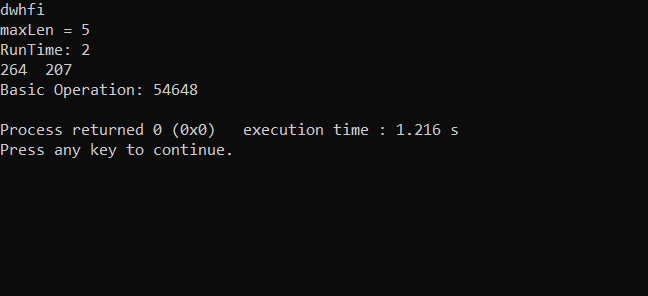 dwhfi
maxLen = 5
RunTime: 2
264  207
Basic Operation: 54648
Process returned 0 (0x0)   execution time : 1.216 s
Press any key to continue.